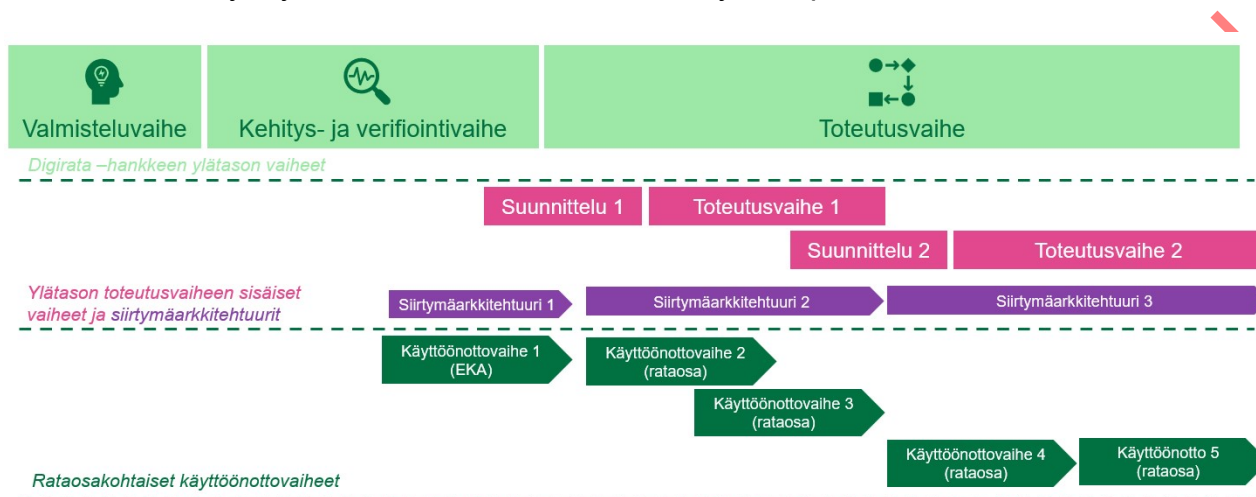 Valmisteluvaihe
Kehitys- ja verifiointivaihe
Toteutusvaihe
Digirata –hankkeen ylätason vaiheet
Suunnittelu 1
Toteutusvaihe 1
Suunnittelu 2
Toteutusvaihe 2
Ylätason toteutusvaiheen sisäiset
vaiheet ja siirtymäarkkitehtuurit
Siirtymäarkkitehtuuri 1
Siirtymäarkkitehtuuri 2
Siirtymäarkkitehtuuri 3
Käyttöönottovaihe 1
(EKA)
Käyttöönottovaihe 2
(rataosa)
Käyttöönottovaihe 3
(rataosa)
Käyttöönottovaihe 4
(rataosa)
Käyttöönotto 5
(rataosa)
Rataosakohtaiset käyttöönottovaiheet